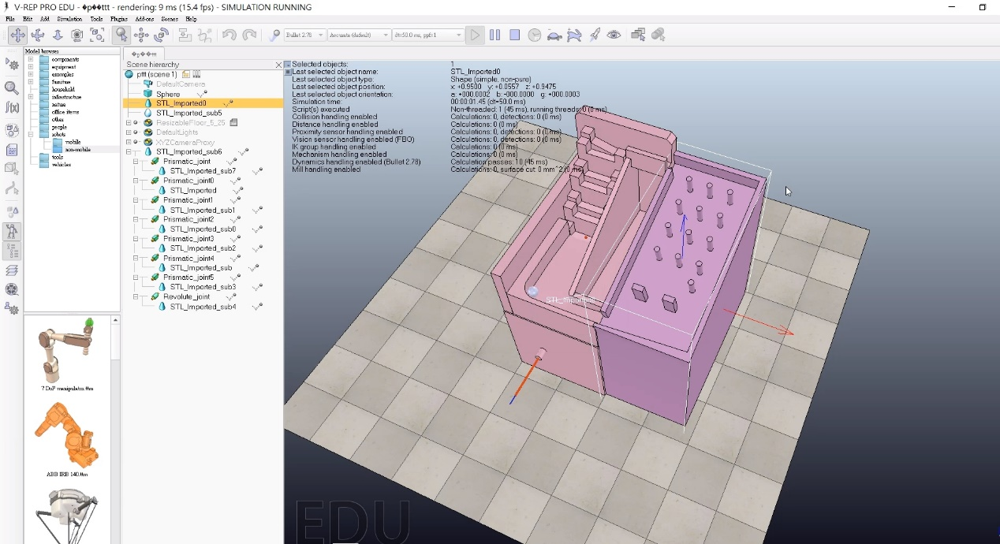 V-REP PRO EDU - �p��ttt - rendering: 9 ms (15.4 fps) - SIMULATION RUNNING
File Edit Add Simulation Tools Plugins Add-ons Scenes Help
Bullet 2.78 Accurate (default) dt=50.0 ms, ppf=1
Model browser
components
equipment
examples
furniture
household
infrastructure
nature
office items
other
people
robots
mobile
non-mobile
tools
vehicles
7 DoF manipulator.ttm
ABB IRB 140.ttm
Scene hierarchy
pttt (scene 1)
DefaultCamera
Sphere
STL_Imported0
STL_Imported_sub5
ResizableFloor_5_25
DefaultLights
XYZCameraProxy
STL_Imported_sub6
Prismatic_joint
STL_Imported_sub7
Prismatic_joint0
STL_Imported
Prismatic_joint1
STL_Imported_sub1
Prismatic_joint2
STL_Imported_sub0
Prismatic_joint3
STL_Imported_sub2
Prismatic_joint4
STL_Imported_sub
Prismatic_joint5
STL_Imported_sub3
Revolute_joint
STL_Imported_sub4
Selected objects: 1
Last selected object name: STL_Imported0
Last selected object type: Shape (simple, non-pure)
Last selected object position: x: +0.9500 y: +0.0557 z: +0.9475
Last selected object orientation: a: +000.0002 b: -000.0000 g: +000.0003
Simulation time: 00:00:01.45 (dt=50.0 ms)
Script(s) executed Non-threaded: 1 (45 ms), running threads: 0 (0 ms)
Collision handling enabled Calculations: 0, detections: 0 (0 ms)
Distance handling enabled Calculations: 0 (0 ms)
Proximity sensor handling enabled Calculations: 0, detections: 0 (0 ms)
Vision sensor handling enabled (FBO) Calculations: 0, detections: 0 (0 ms)
IK group handling enabled Calculations: 0 (0 ms)
Mechanism handling enabled Calculations: 0 (0 ms)
Dynamics handling enabled (Bullet 2.78) Calculation passes: 10 (45 ms)
Mill handling enabled Calculations: 0, surface cut: 0 mm^2 (0 ms)
EDU